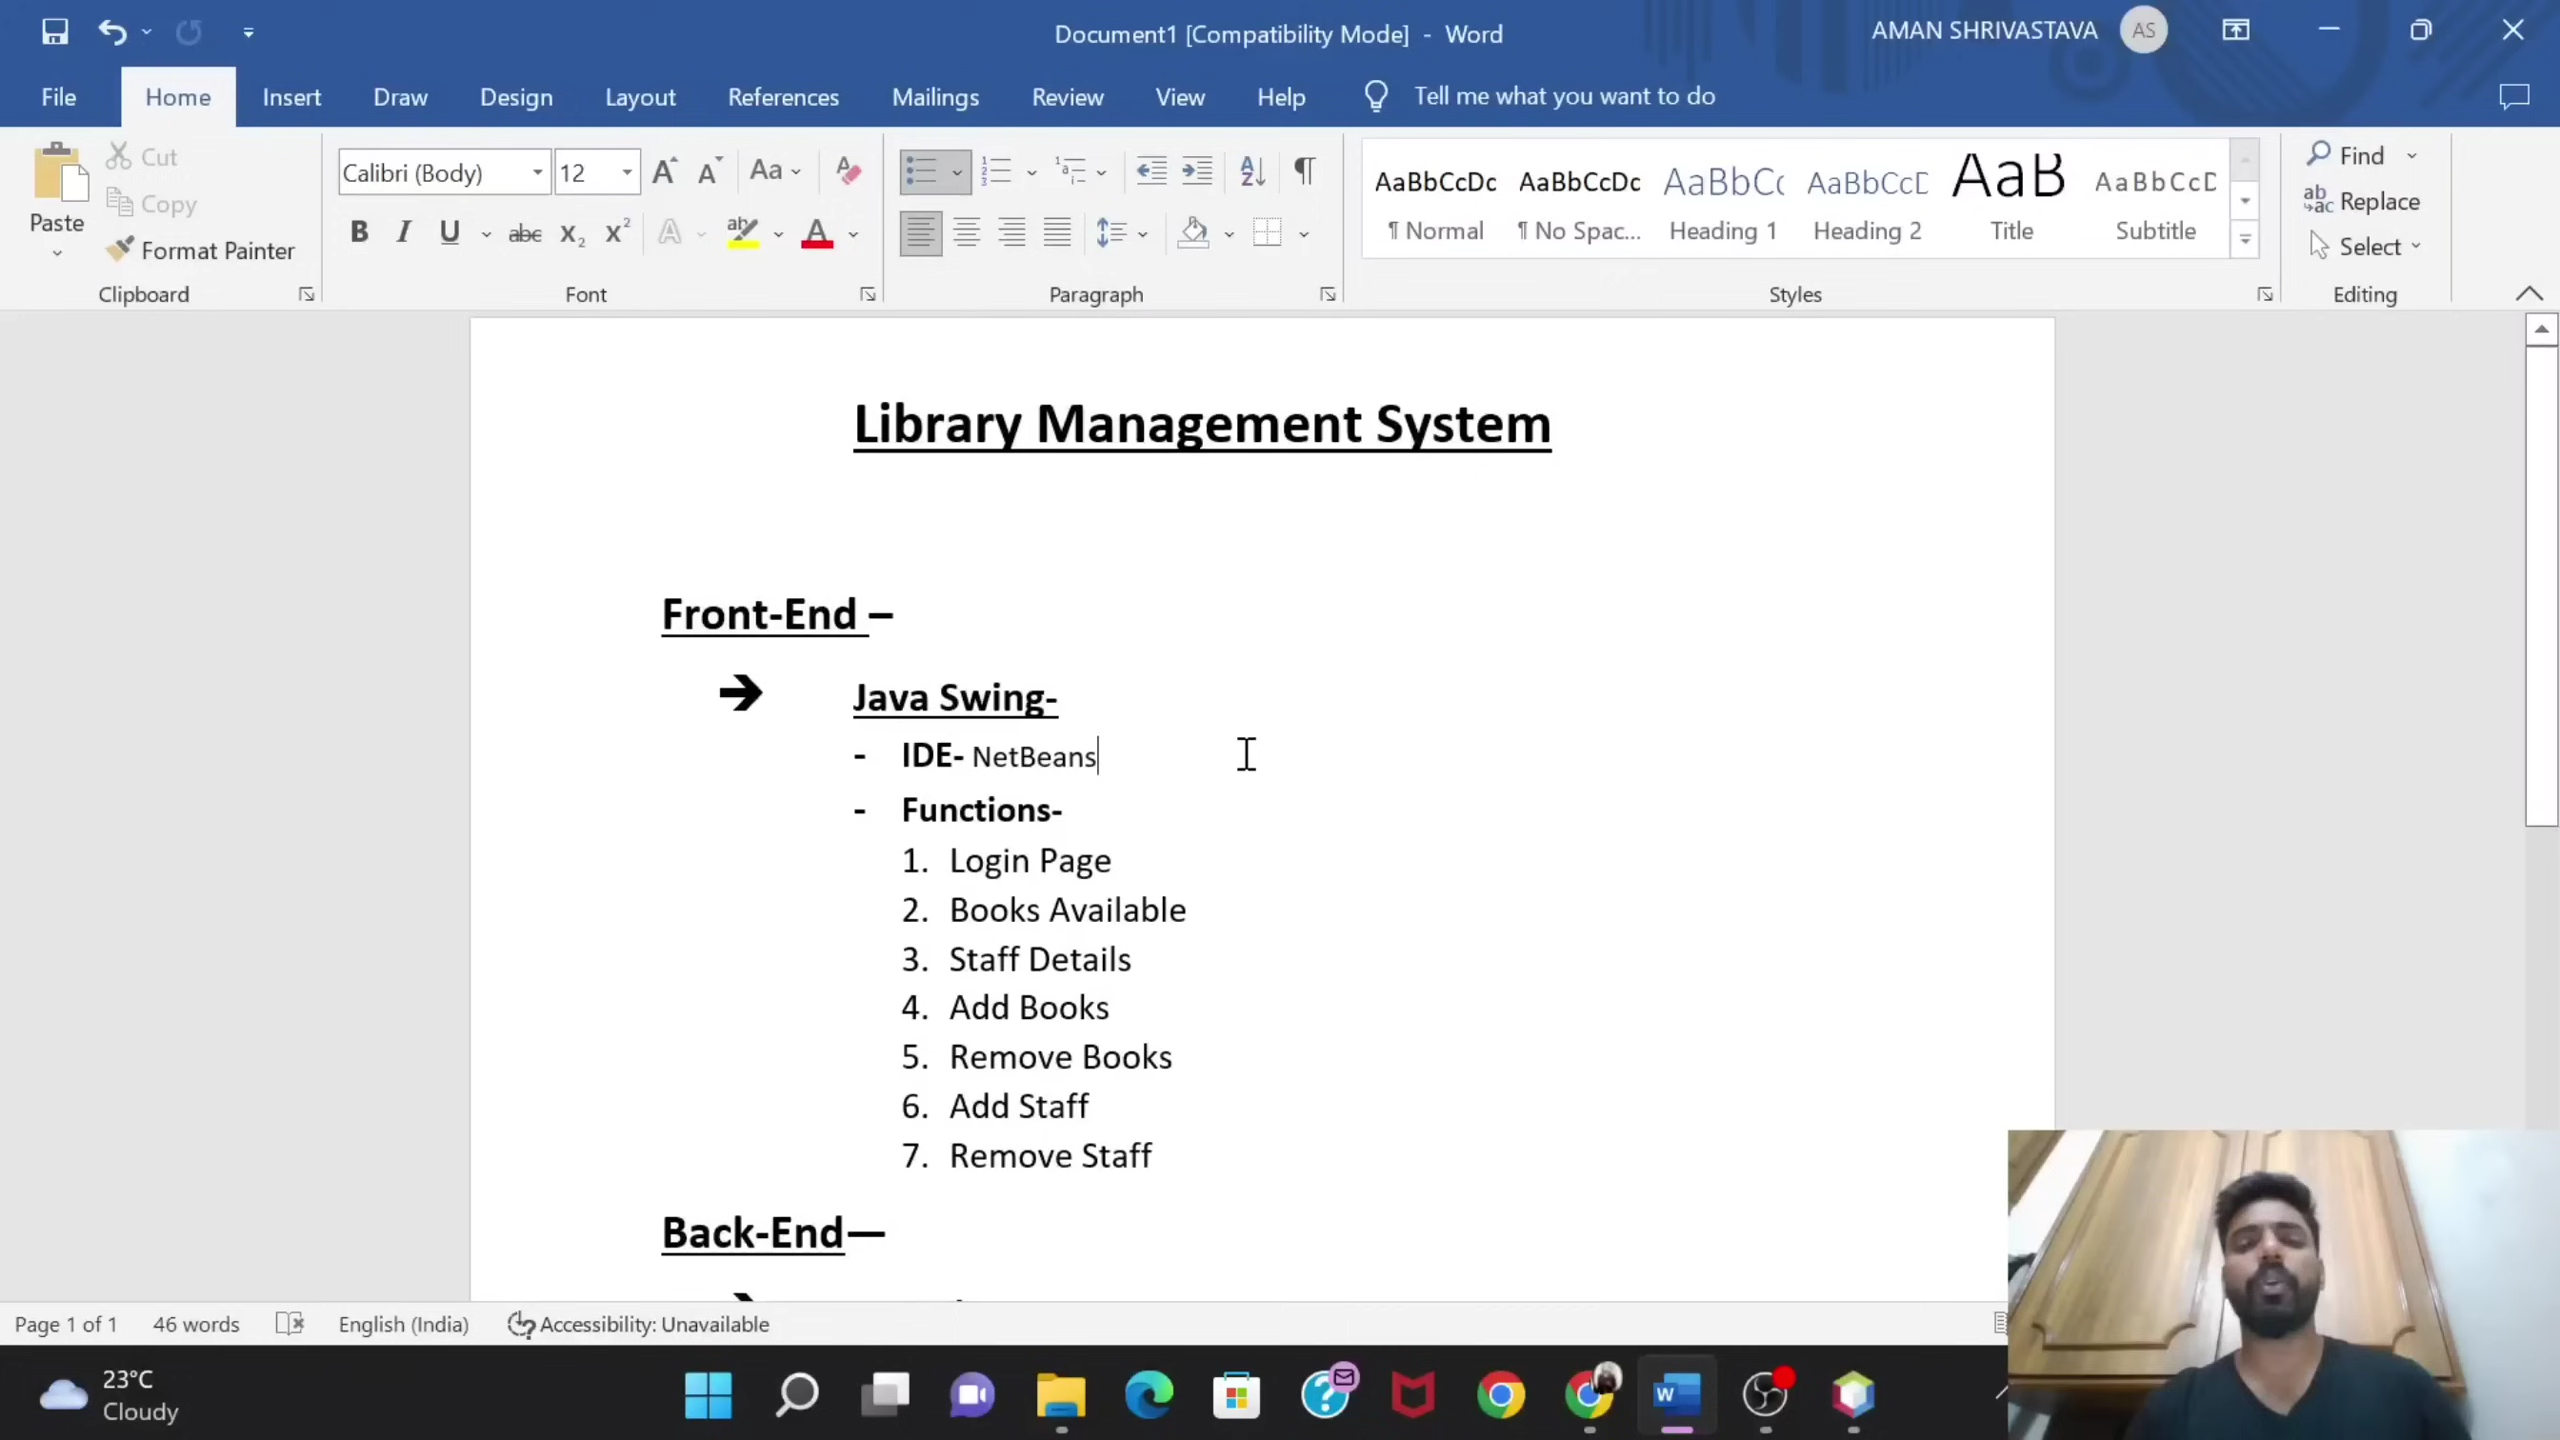 Document1 [Compatibility Mode] - Word
AMAN SHRIVASTAVA AS
File Home Insert Draw Design Layout References Mailings Review View Help Tell me what you want to do
Paste
Cut
Copy
Format Painter
Clipboard
Calibri (Body) 12
Font
Paragraph
AaBbCcDc AaBbCcDc AaBbCc AaBbCcD AaB AaBbCcD
¶ Normal ¶ No Spac... Heading 1 Heading 2 Title Subtitle
Styles
Find
Replace
Select
Editing
Library Management System
Front-End –
➔ Java Swing-
- IDE- NetBeans
- Functions-
1. Login Page
2. Books Available
3. Staff Details
4. Add Books
5. Remove Books
6. Add Staff
7. Remove Staff
Back-End—
Page 1 of 1 46 words English (India) Accessibility: Unavailable
23°C
Cloudy